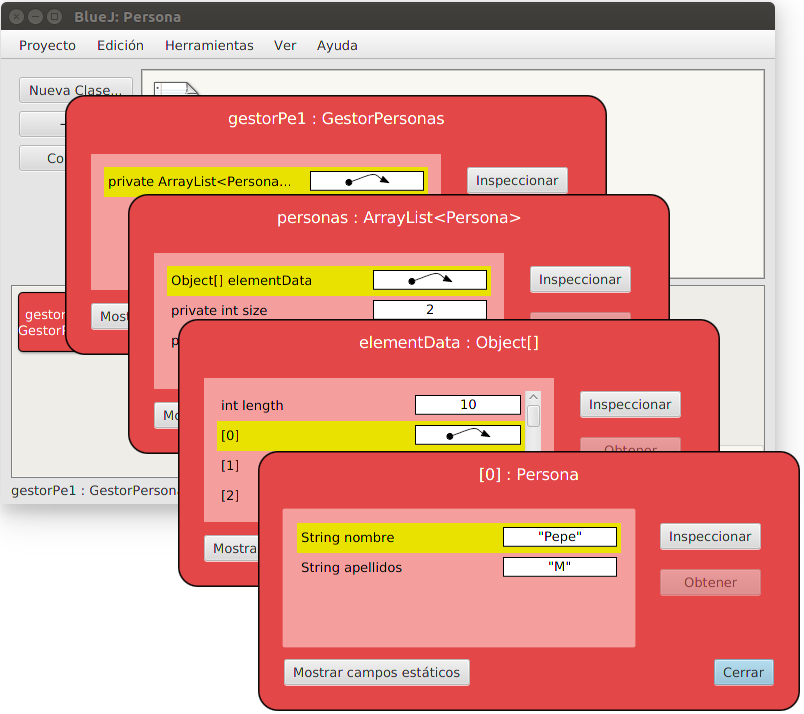 BlueJ: Persona
Proyecto Edición Herramientas Ver Ayuda
Nueva Clase...
Co
gestorPe1 : GestorPersonas
private ArrayList<Persona...
Inspeccionar
Most
personas : ArrayList<Persona>
Object[] elementData
Inspeccionar
private int size 2
p
Mo
gestor
GestorP
elementData : Object[]
int length 10
Inspeccionar
[0]
Obtener
[1]
[2]
Mostra
gestorPe1 : GestorPersona
[0] : Persona
String nombre "Pepe"
Inspeccionar
String apellidos "M"
Obtener
Mostrar campos estáticos
Cerrar